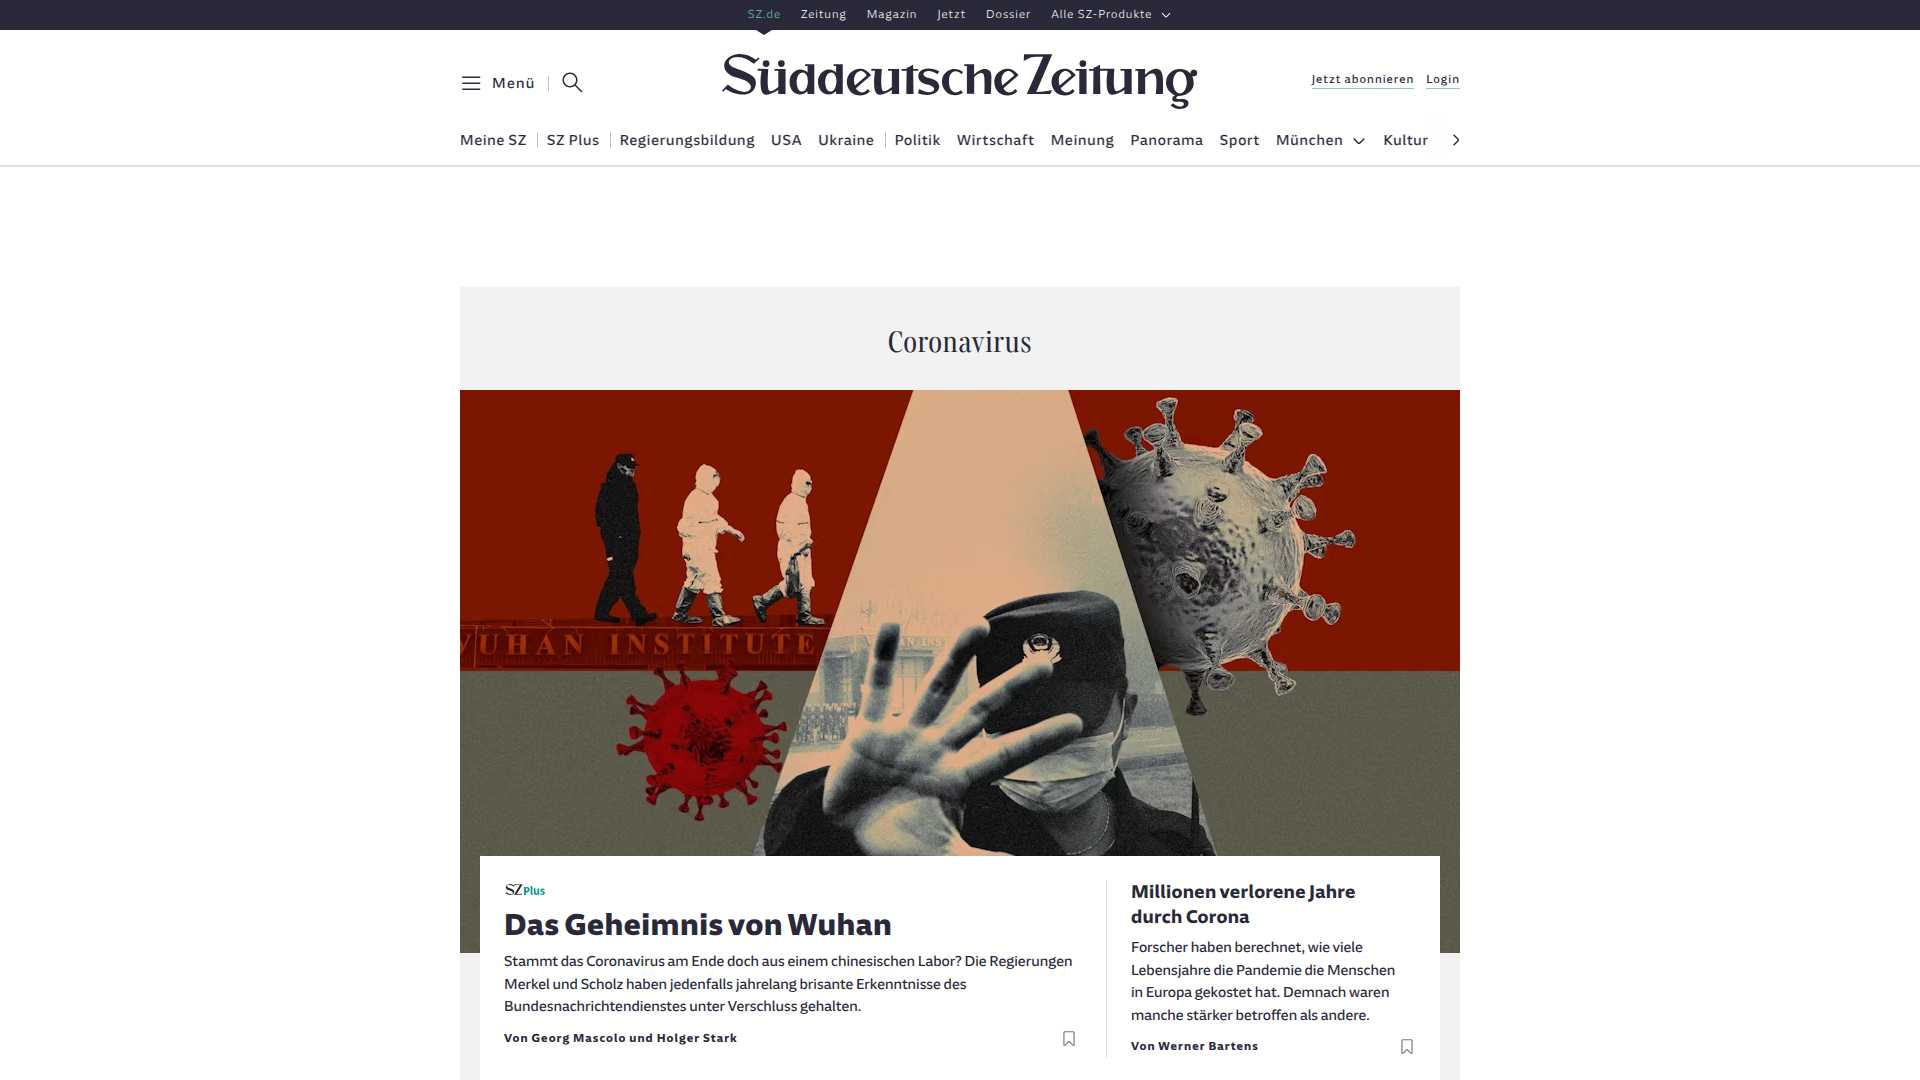 SZ.de Zeitung Magazin Jetzt Dossier Alle SZ-Produkte
Menü
Süddeutsche Zeitung
Jetzt abonnieren Login
Meine SZ SZ Plus Regierungsbildung USA Ukraine Politik Wirtschaft Meinung Panorama Sport München Kultur
Coronavirus
WUHAN INSTITUTE
SZ Plus
Das Geheimnis von Wuhan
Stammt das Coronavirus am Ende doch aus einem chinesischen Labor? Die Regierungen
Merkel und Scholz haben jedenfalls jahrelang brisante Erkenntnisse des
Bundesnachrichtendienstes unter Verschluss gehalten.
Von Georg Mascolo und Holger Stark
Millionen verlorene Jahre
durch Corona
Forscher haben berechnet, wie viele
Lebensjahre die Pandemie die Menschen
in Europa gekostet hat. Demnach waren
manche stärker betroffen als andere.
Von Werner Bartens